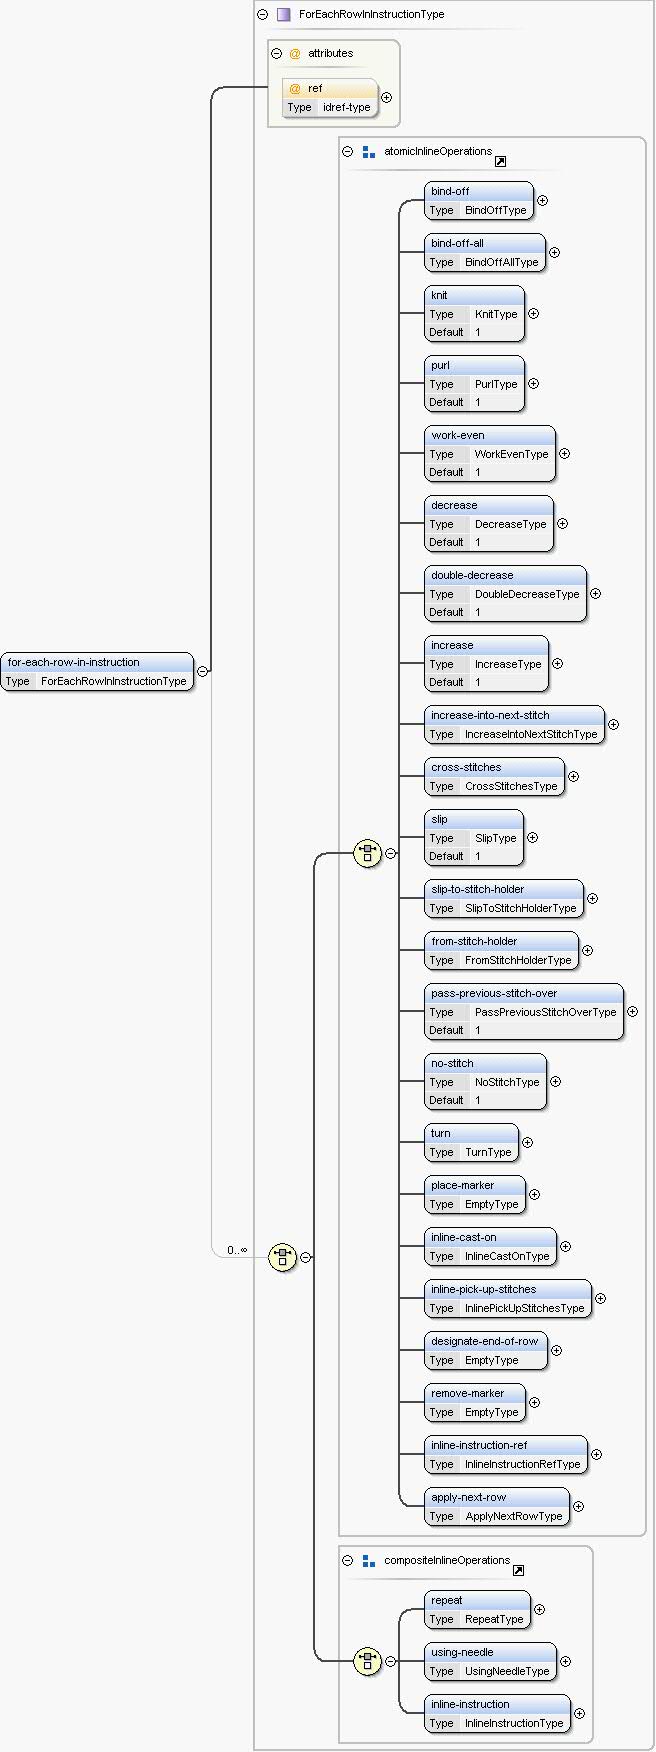 ForEachRowInInstructionType
@ attributes
@ ref
Type idref-type
atomicInlineOperations
bind-off
Type BindOffType
bind-off-all
Type BindOffAllType
knit
Type KnitType
Default 1
purl
Type PurlType
Default 1
work-even
Type WorkEvenType
Default 1
decrease
Type DecreaseType
Default 1
double-decrease
Type DoubleDecreaseType
Default 1
for-each-row-in-instruction
Type ForEachRowInInstructionType
increase
Type IncreaseType
Default 1
increase-into-next-stitch
Type IncreaseIntoNextStitchType
cross-stitches
Type CrossStitchesType
slip
Type SlipType
Default 1
slip-to-stitch-holder
Type SlipToStitchHolderType
from-stitch-holder
Type FromStitchHolderType
pass-previous-stitch-over
Type PassPreviousStitchOverType
Default 1
no-stitch
Type NoStitchType
Default 1
turn
Type TurnType
place-marker
Type EmptyType
inline-cast-on
Type InlineCastOnType
0..∞
inline-pick-up-stitches
Type InlinePickUpStitchesType
designate-end-of-row
Type EmptyType
remove-marker
Type EmptyType
inline-instruction-ref
Type InlineInstructionRefType
apply-next-row
Type ApplyNextRowType
compositeInlineOperations
repeat
Type RepeatType
using-needle
Type UsingNeedleType
inline-instruction
Type InlineInstructionType